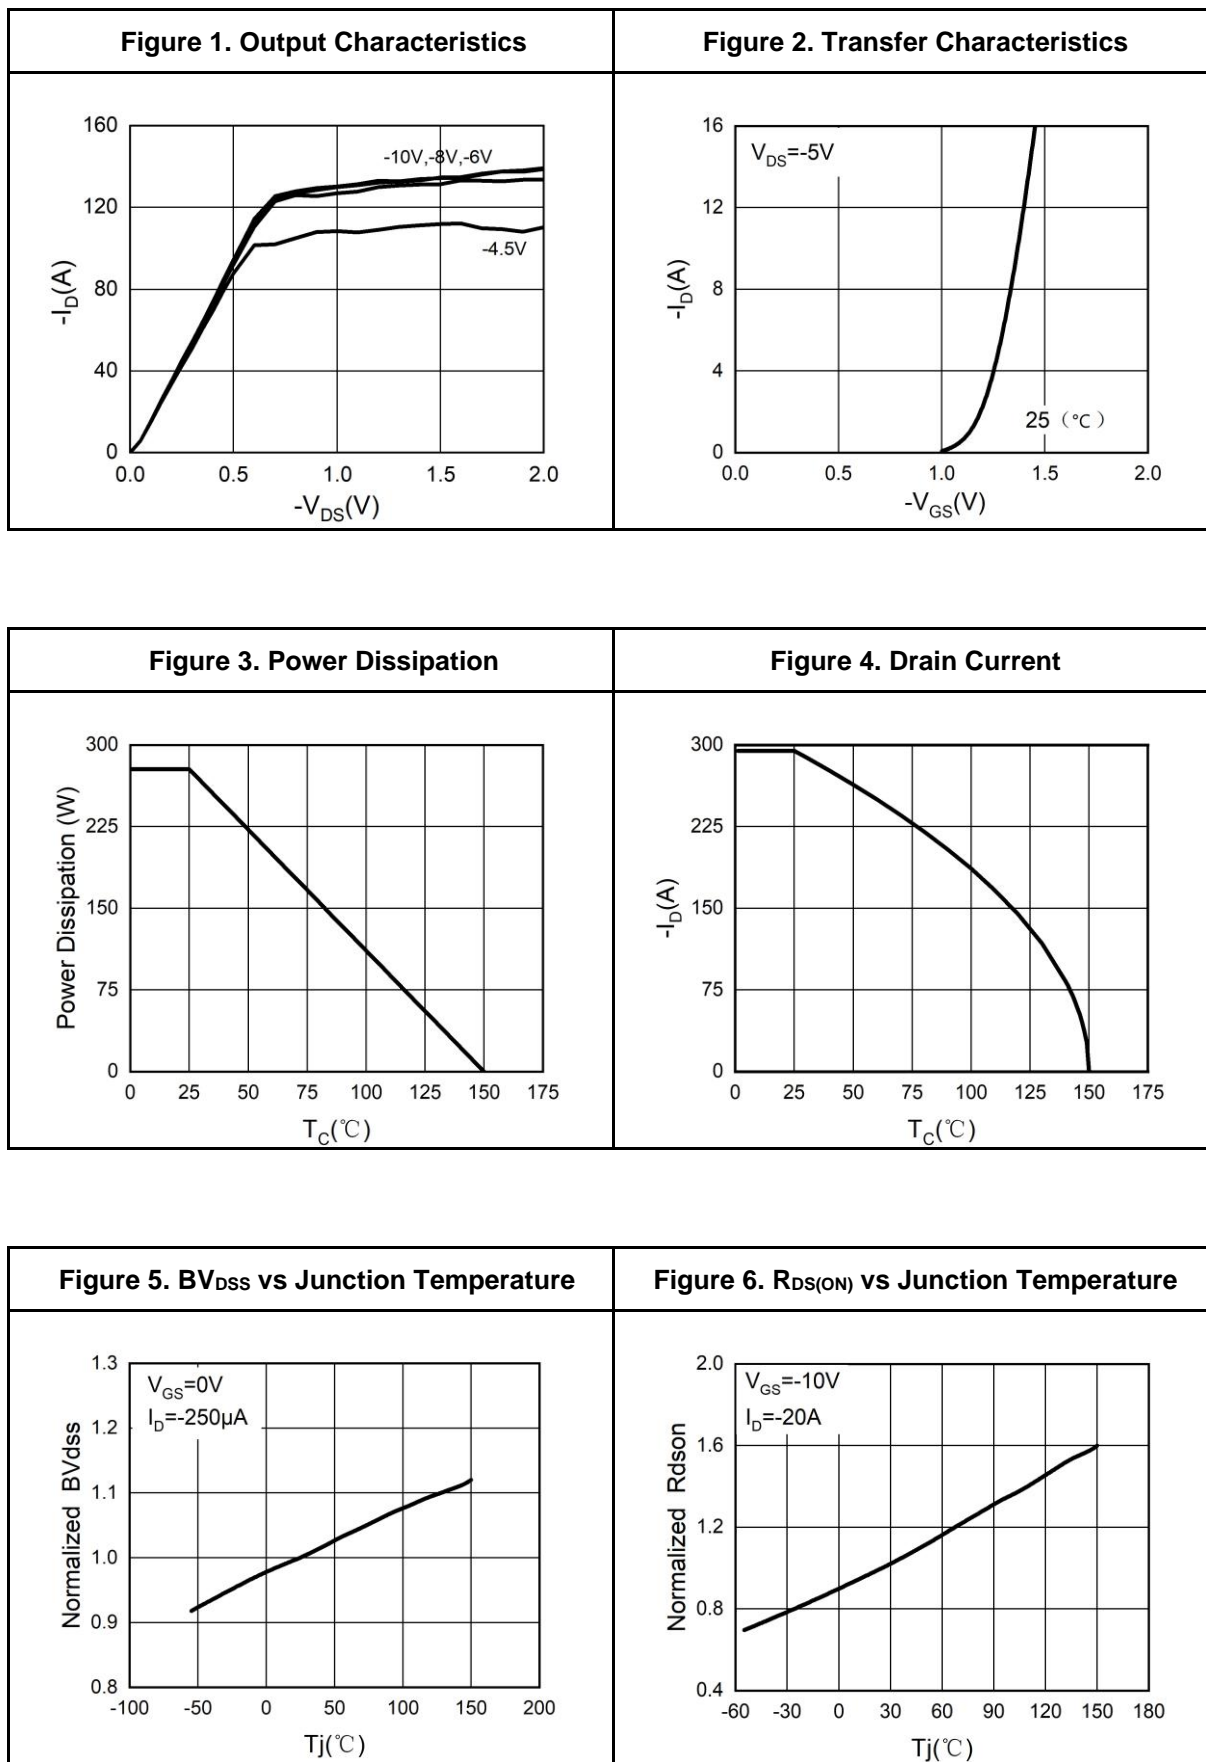 Figure 1. Output Characteristics
Figure 2. Transfer Characteristics
160
120
80
40
0
-I_D(A)
-10V,-8V,-6V
-4.5V
0.0 0.5 1.0 1.5 2.0
-V_DS(V)
16
12
8
4
0
-I_D(A)
V_DS=-5V
25（℃）
0.0 0.5 1.0 1.5 2.0
-V_GS(V)
Figure 3. Power Dissipation
Figure 4. Drain Current
300
225
150
75
0
Power Dissipation (W)
0 25 50 75 100 125 150 175
T_C(℃)
300
225
150
75
0
-I_D(A)
0 25 50 75 100 125 150 175
T_C(℃)
Figure 5. BV_DSS vs Junction Temperature
Figure 6. R_DS(ON) vs Junction Temperature
1.3
1.2
1.1
1.0
0.9
0.8
Normalized BVdss
V_GS=0V
I_D=-250μA
-100 -50 0 50 100 150 200
Tj(℃)
2.0
1.6
1.2
0.8
0.4
Normalized Rdson
V_GS=-10V
I_D=-20A
-60 -30 0 30 60 90 120 150 180
Tj(℃)